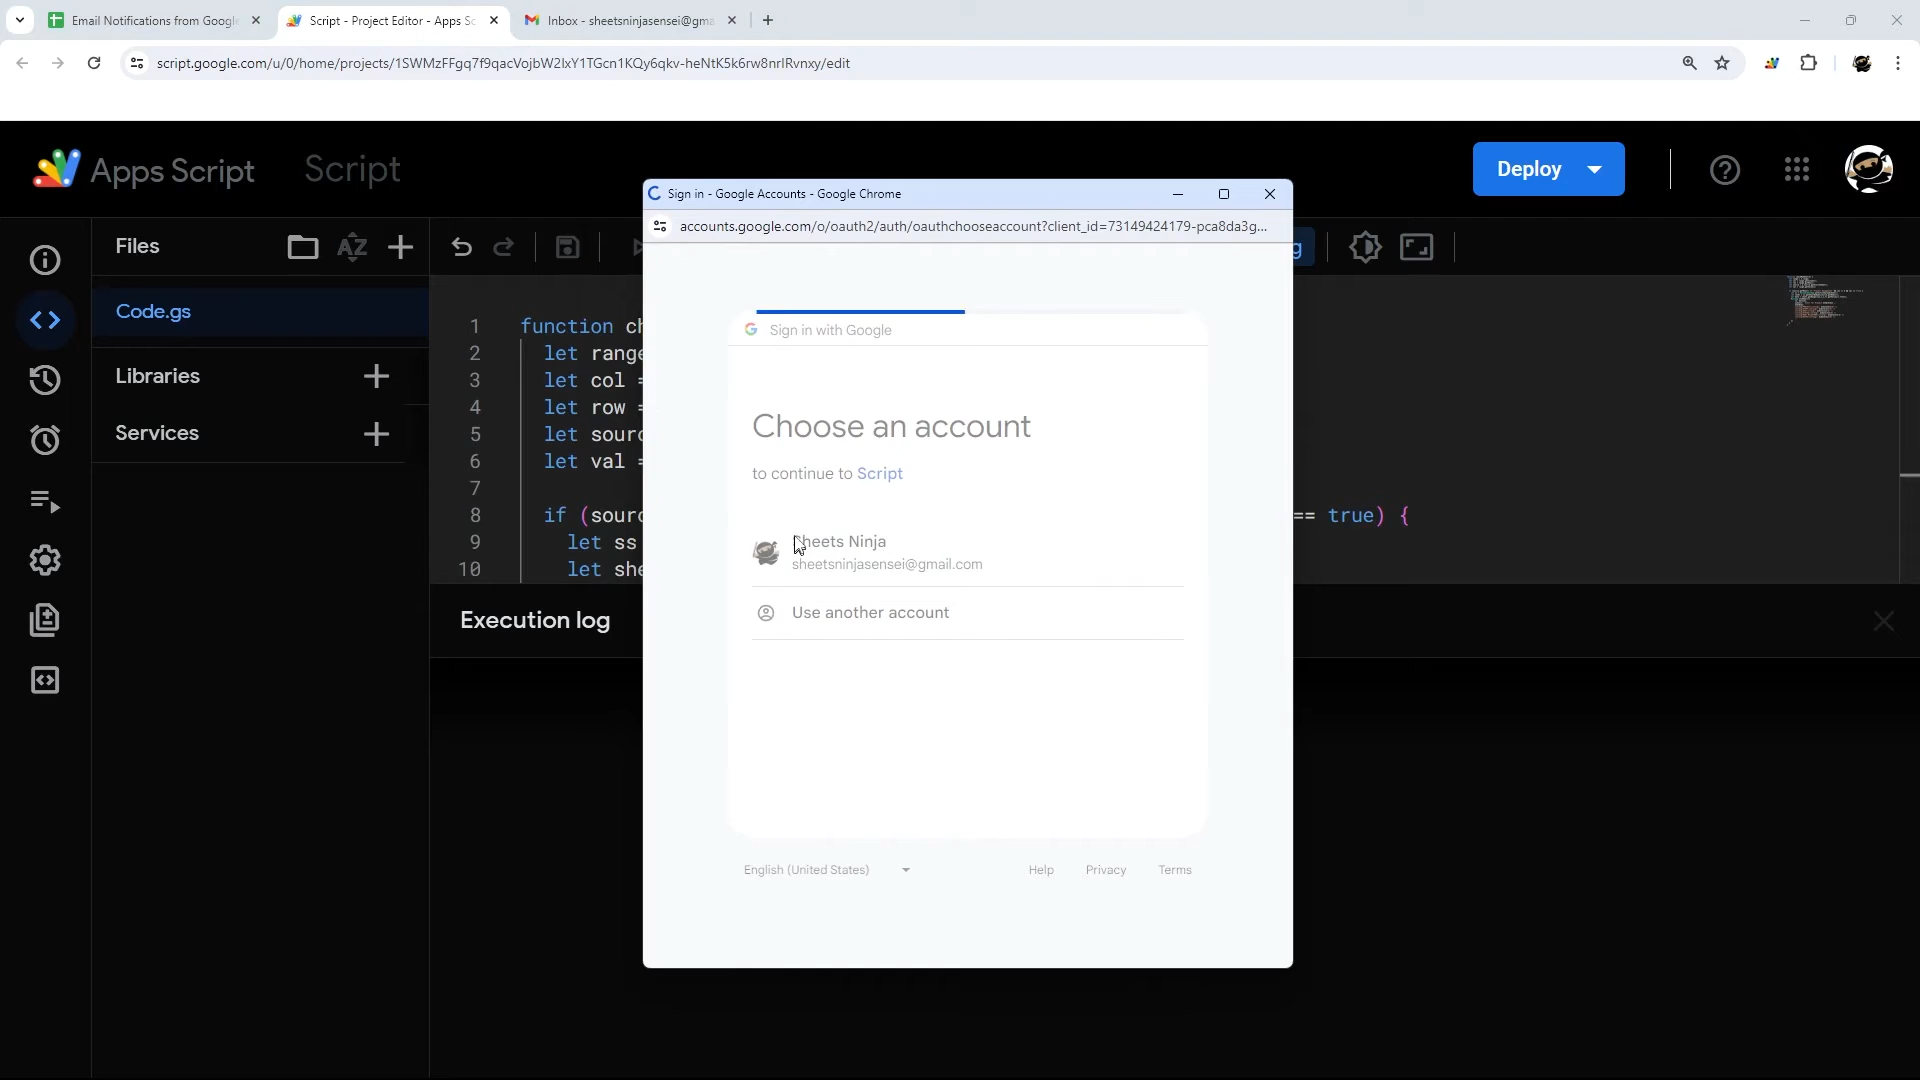 Email Notifications from Google
Script - Project Editor - Apps Sc
Inbox - sheetsninjasensei@gma
script.google.com/u/0/home/projects/1SWMzFFgq7f9qacVojbW2IxY1TGcn1KQy6qkv-heNtK5k6rw8nrIRvnxy/edit
Apps Script
Script
Deploy
Sign in - Google Accounts - Google Chrome
accounts.google.com/o/oauth2/auth/oauthchooseaccount?client_id=73149424179-pca8da3g...
Files
g
Code.gs
Libraries
Services
1 function ch
2 let range
3 let col =
4 let row =
5 let sourc
6 let val =
7
8 if (sourc == true) {
9 let ss
10 let she
Execution log
Sign in with Google
Choose an account
to continue to Script
Sheets Ninja
sheetsninjasensei@gmail.com
Use another account
English (United States)
Help Privacy Terms